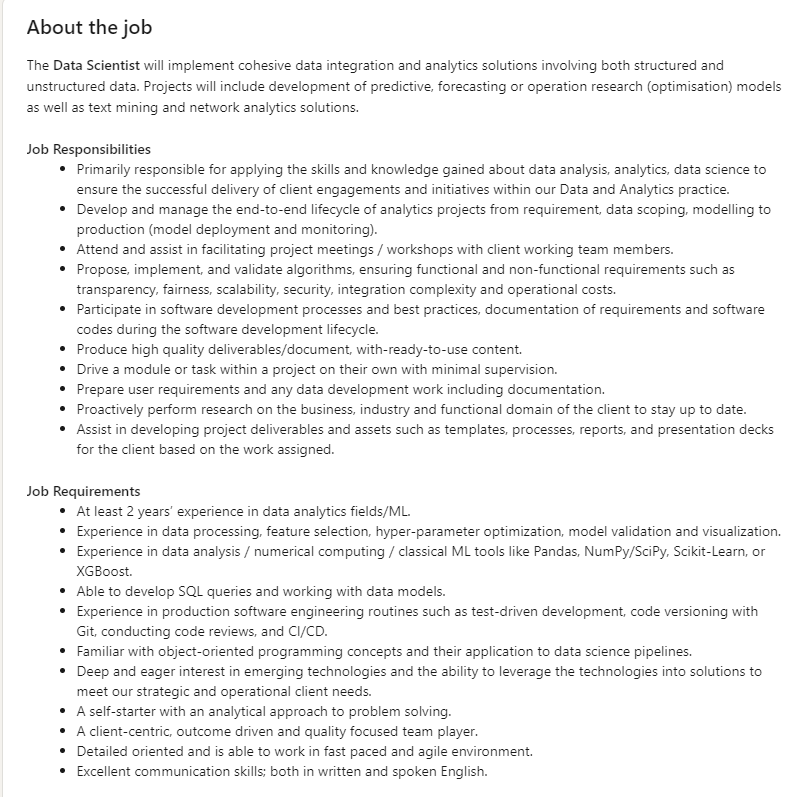 About the job
The Data Scientist will implement cohesive data integration and analytics solutions involving both structured and
unstructured data. Projects will include development of predictive, forecasting or operation research (optimisation) models
as well as text mining and network analytics solutions.
Job Responsibilities
• Primarily responsible for applying the skills and knowledge gained about data analysis, analytics, data science to
ensure the successful delivery of client engagements and initiatives within our Data and Analytics practice.
• Develop and manage the end-to-end lifecycle of analytics projects from requirement, data scoping, modelling to
production (model deployment and monitoring).
• Attend and assist in facilitating project meetings / workshops with client working team members.
• Propose, implement, and validate algorithms, ensuring functional and non-functional requirements such as
transparency, fairness, scalability, security, integration complexity and operational costs.
• Participate in software development processes and best practices, documentation of requirements and software
codes during the software development lifecycle.
• Produce high quality deliverables/document, with-ready-to-use content.
• Drive a module or task within a project on their own with minimal supervision.
• Prepare user requirements and any data development work including documentation.
• Proactively perform research on the business, industry and functional domain of the client to stay up to date.
• Assist in developing project deliverables and assets such as templates, processes, reports, and presentation decks
for the client based on the work assigned.
Job Requirements
• At least 2 years' experience in data analytics fields/ML.
• Experience in data processing, feature selection, hyper-parameter optimization, model validation and visualization.
• Experience in data analysis / numerical computing / classical ML tools like Pandas, NumPy/SciPy, Scikit-Learn, or
XGBoost.
• Able to develop SQL queries and working with data models.
• Experience in production software engineering routines such as test-driven development, code versioning with
Git, conducting code reviews, and CI/CD.
• Familiar with object-oriented programming concepts and their application to data science pipelines.
• Deep and eager interest in emerging technologies and the ability to leverage the technologies into solutions to
meet our strategic and operational client needs.
• A self-starter with an analytical approach to problem solving.
• A client-centric, outcome driven and quality focused team player.
• Detailed oriented and is able to work in fast paced and agile environment.
• Excellent communication skills; both in written and spoken English.